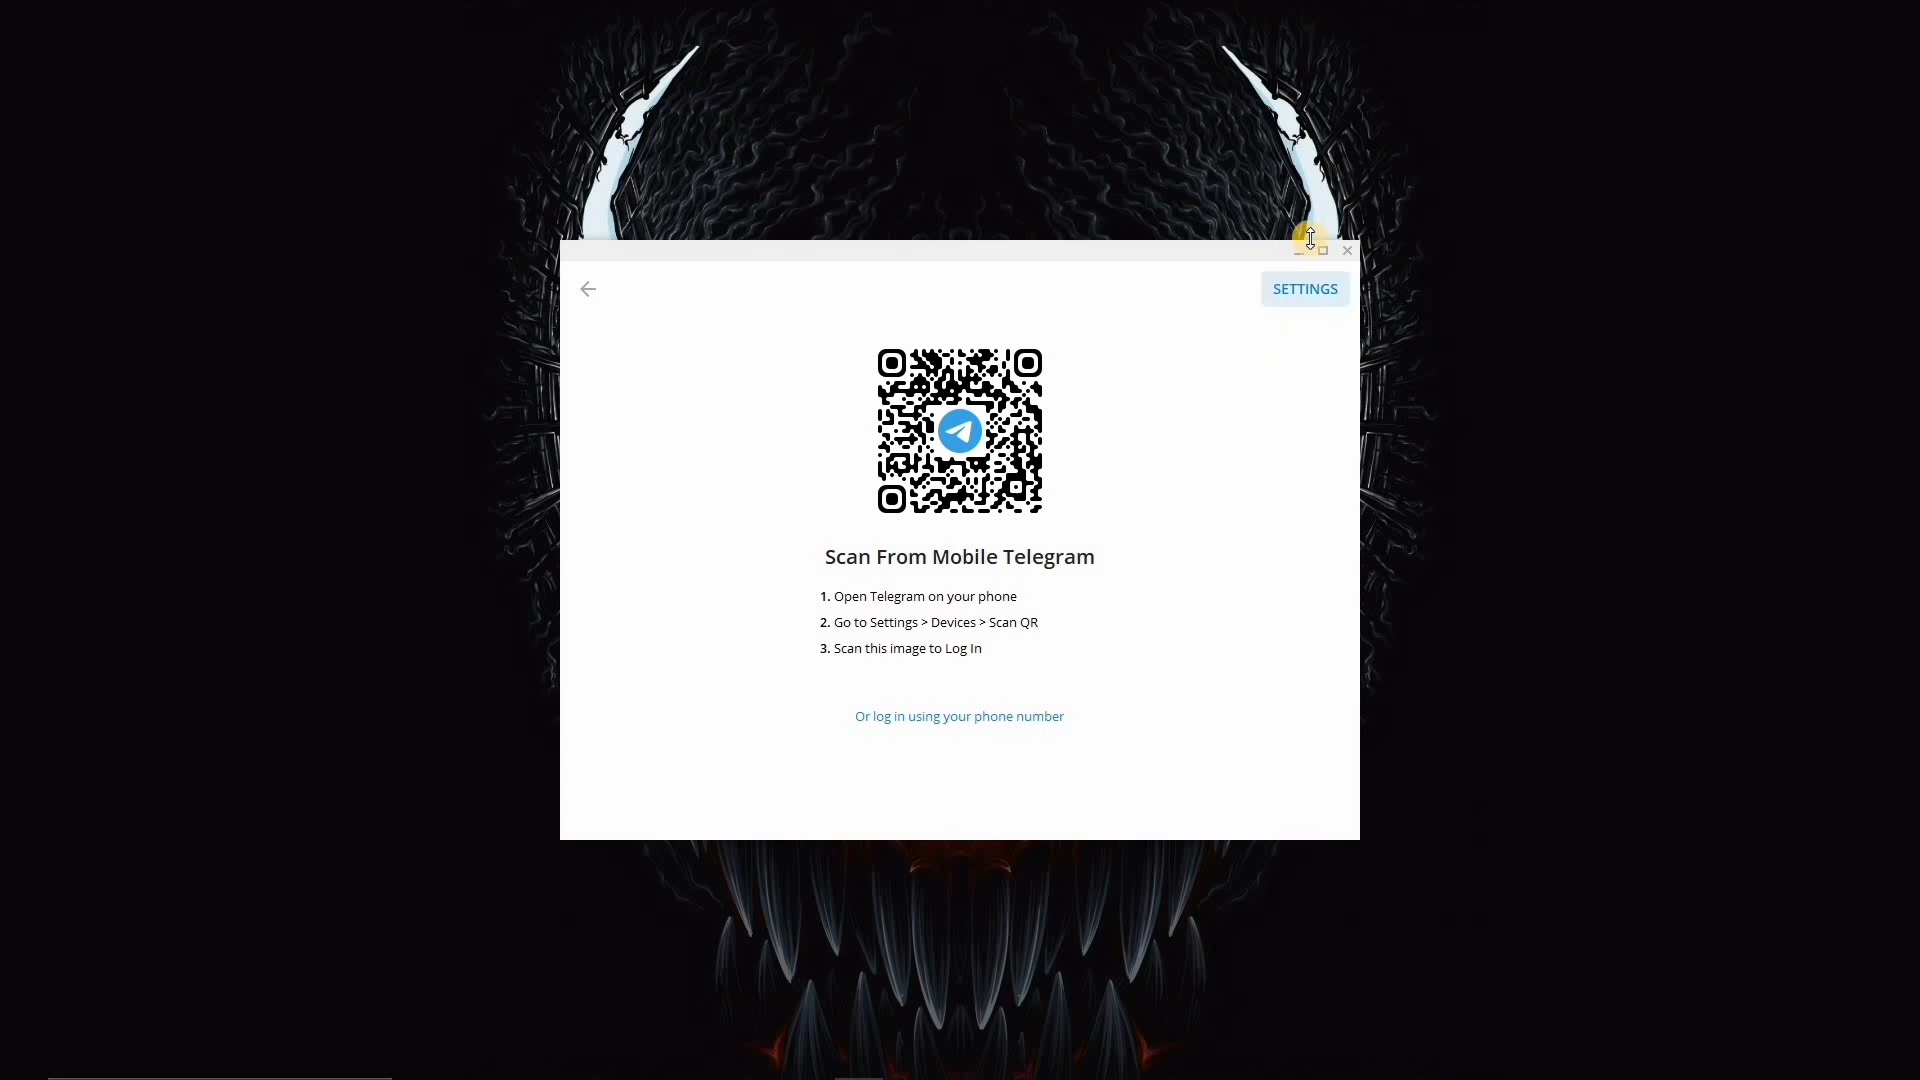 SETTINGS
Scan From Mobile Telegram
1. Open Telegram on your phone
2. Go to Settings > Devices > Scan QR
3. Scan this image to Log In
Or log in using your phone number